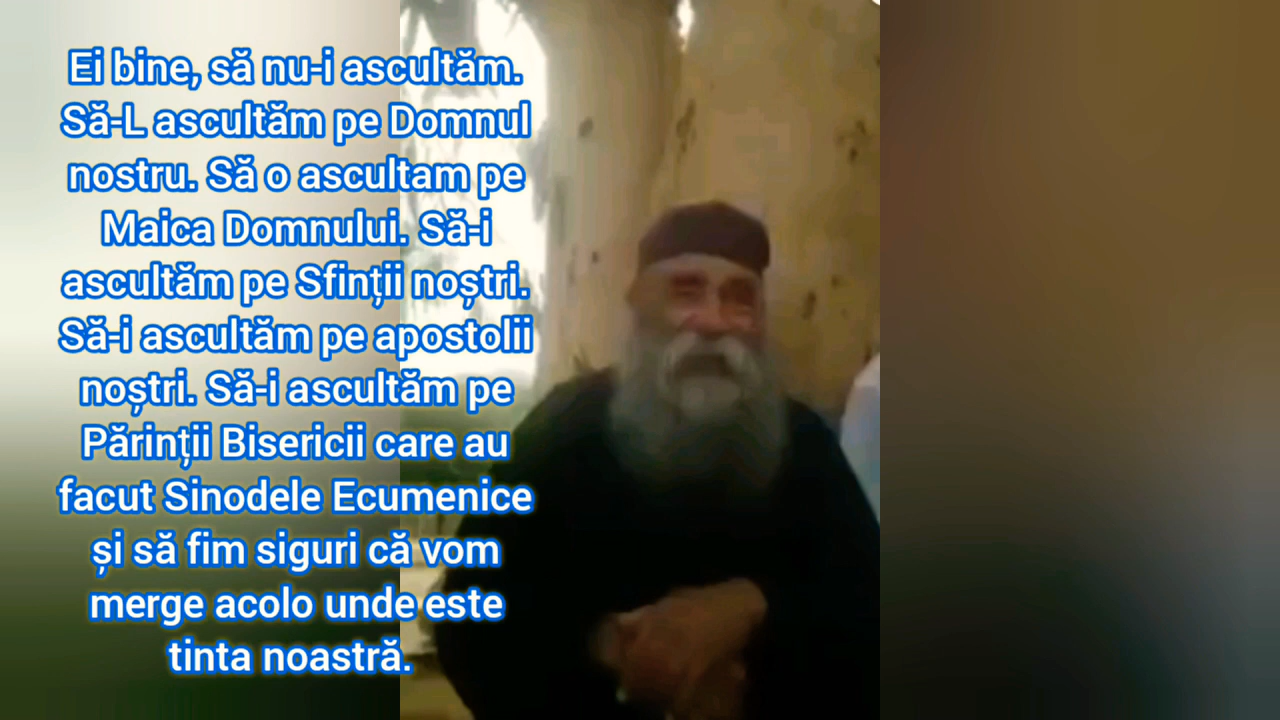 Ei bine, să nu-i ascultăm.
Să-L ascultăm pe Domnul
nostru. Să o ascultam pe
Maica Domnului. Să-i
ascultăm pe Sfinții noștri.
Să-i ascultăm pe apostolii
noștri. Să-i ascultăm pe
Părinții Bisericii care au
facut Sinodele Ecumenice
și să fim siguri că vom
merge acolo unde este
tinta noastră.